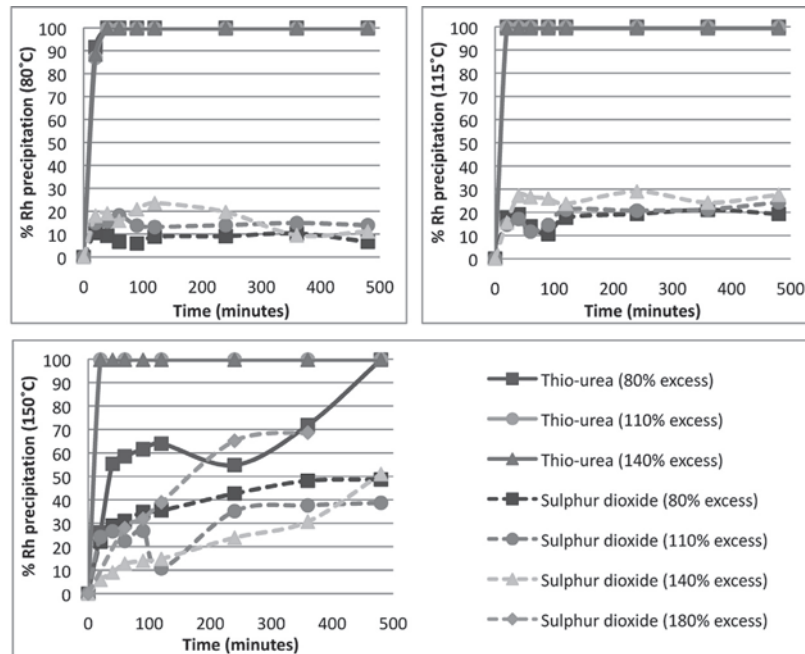 % Rh precipitation (80˚C)
100
90
80
70
60
50
40
30
20
10
0
0 100 200 300 400 500
Time (minutes)
% Rh precipitation (115˚C)
100
90
80
70
60
50
40
30
20
10
0
0 100 200 300 400 500
Time (minutes)
% Rh precipitation (150˚C)
100
90
80
70
60
50
40
30
20
10
0
0 100 200 300 400 500
Time (minutes)
Thio-urea (80% excess)
Thio-urea (110% excess)
Thio-urea (140% excess)
Sulphur dioxide (80% excess)
Sulphur dioxide (110% excess)
Sulphur dioxide (140% excess)
Sulphur dioxide (180% excess)